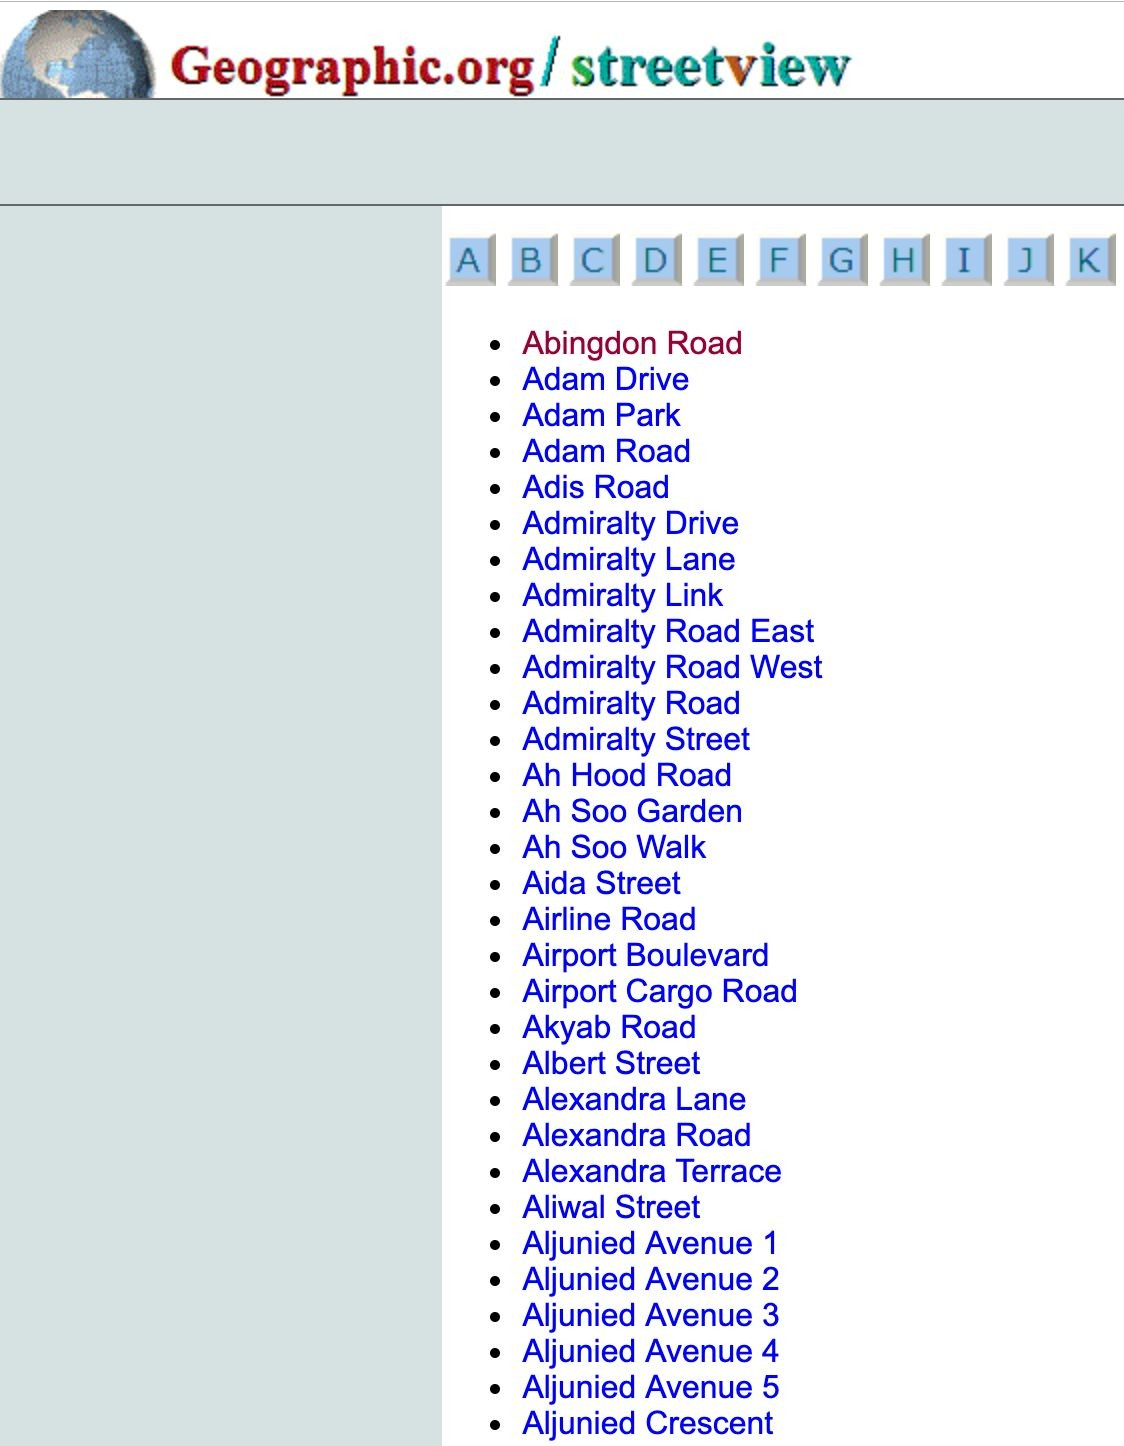 Geographic.org/streetview
A B C D E F G H I J K
Abingdon Road
Adam Drive
Adam Park
Adam Road
Adis Road
Admiralty Drive
Admiralty Lane
Admiralty Link
Admiralty Road East
Admiralty Road West
Admiralty Road
Admiralty Street
Ah Hood Road
Ah Soo Garden
Ah Soo Walk
Aida Street
Airline Road
Airport Boulevard
Airport Cargo Road
Akyab Road
Albert Street
Alexandra Lane
Alexandra Road
Alexandra Terrace
Aliwal Street
Aljunied Avenue 1
Aljunied Avenue 2
Aljunied Avenue 3
Aljunied Avenue 4
Aljunied Avenue 5
Aljunied Crescent